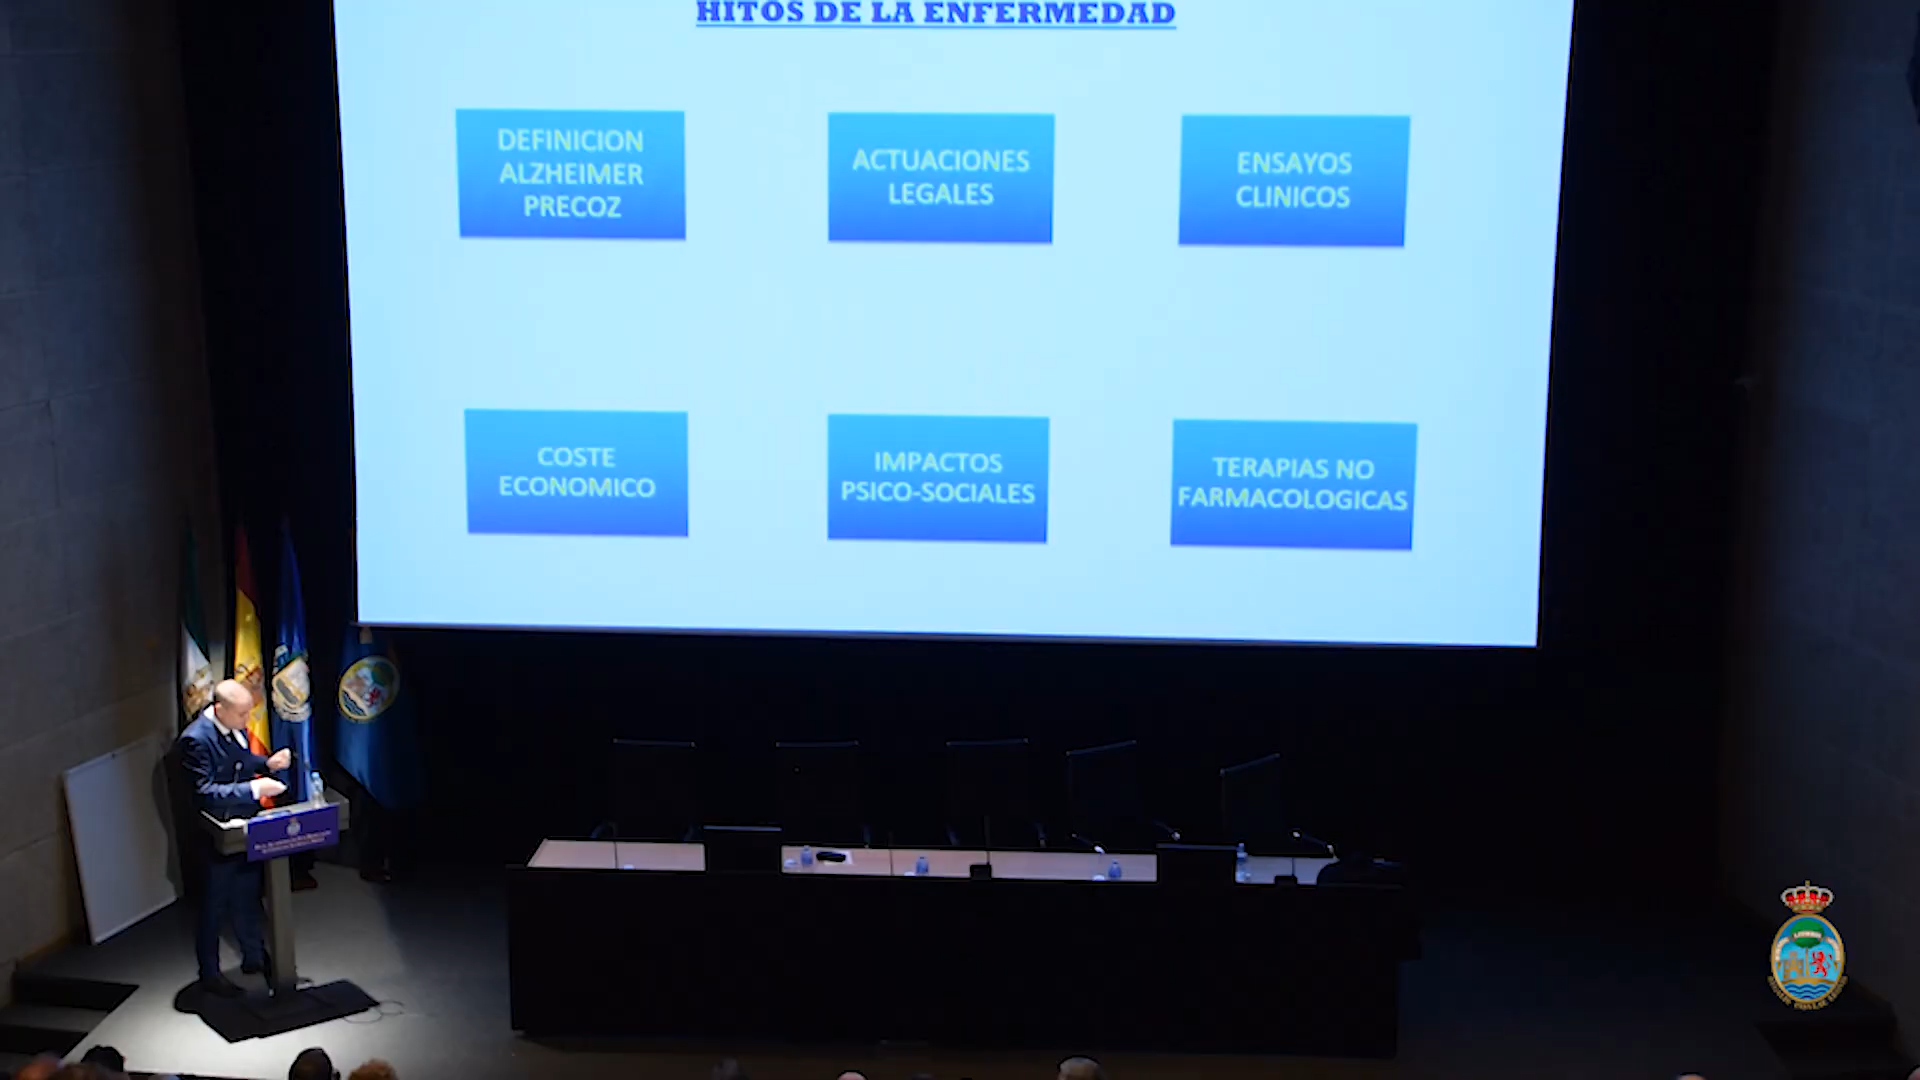 HITOS DE LA ENFERMEDAD
DEFINICION
ALZHEIMER
PRECOZ
ACTUACIONES
LEGALES
ENSAYOS
CLINICOS
COSTE
ECONOMICO
IMPACTOS
PSICO-SOCIALES
TERAPIAS NO
FARMACOLOGICAS